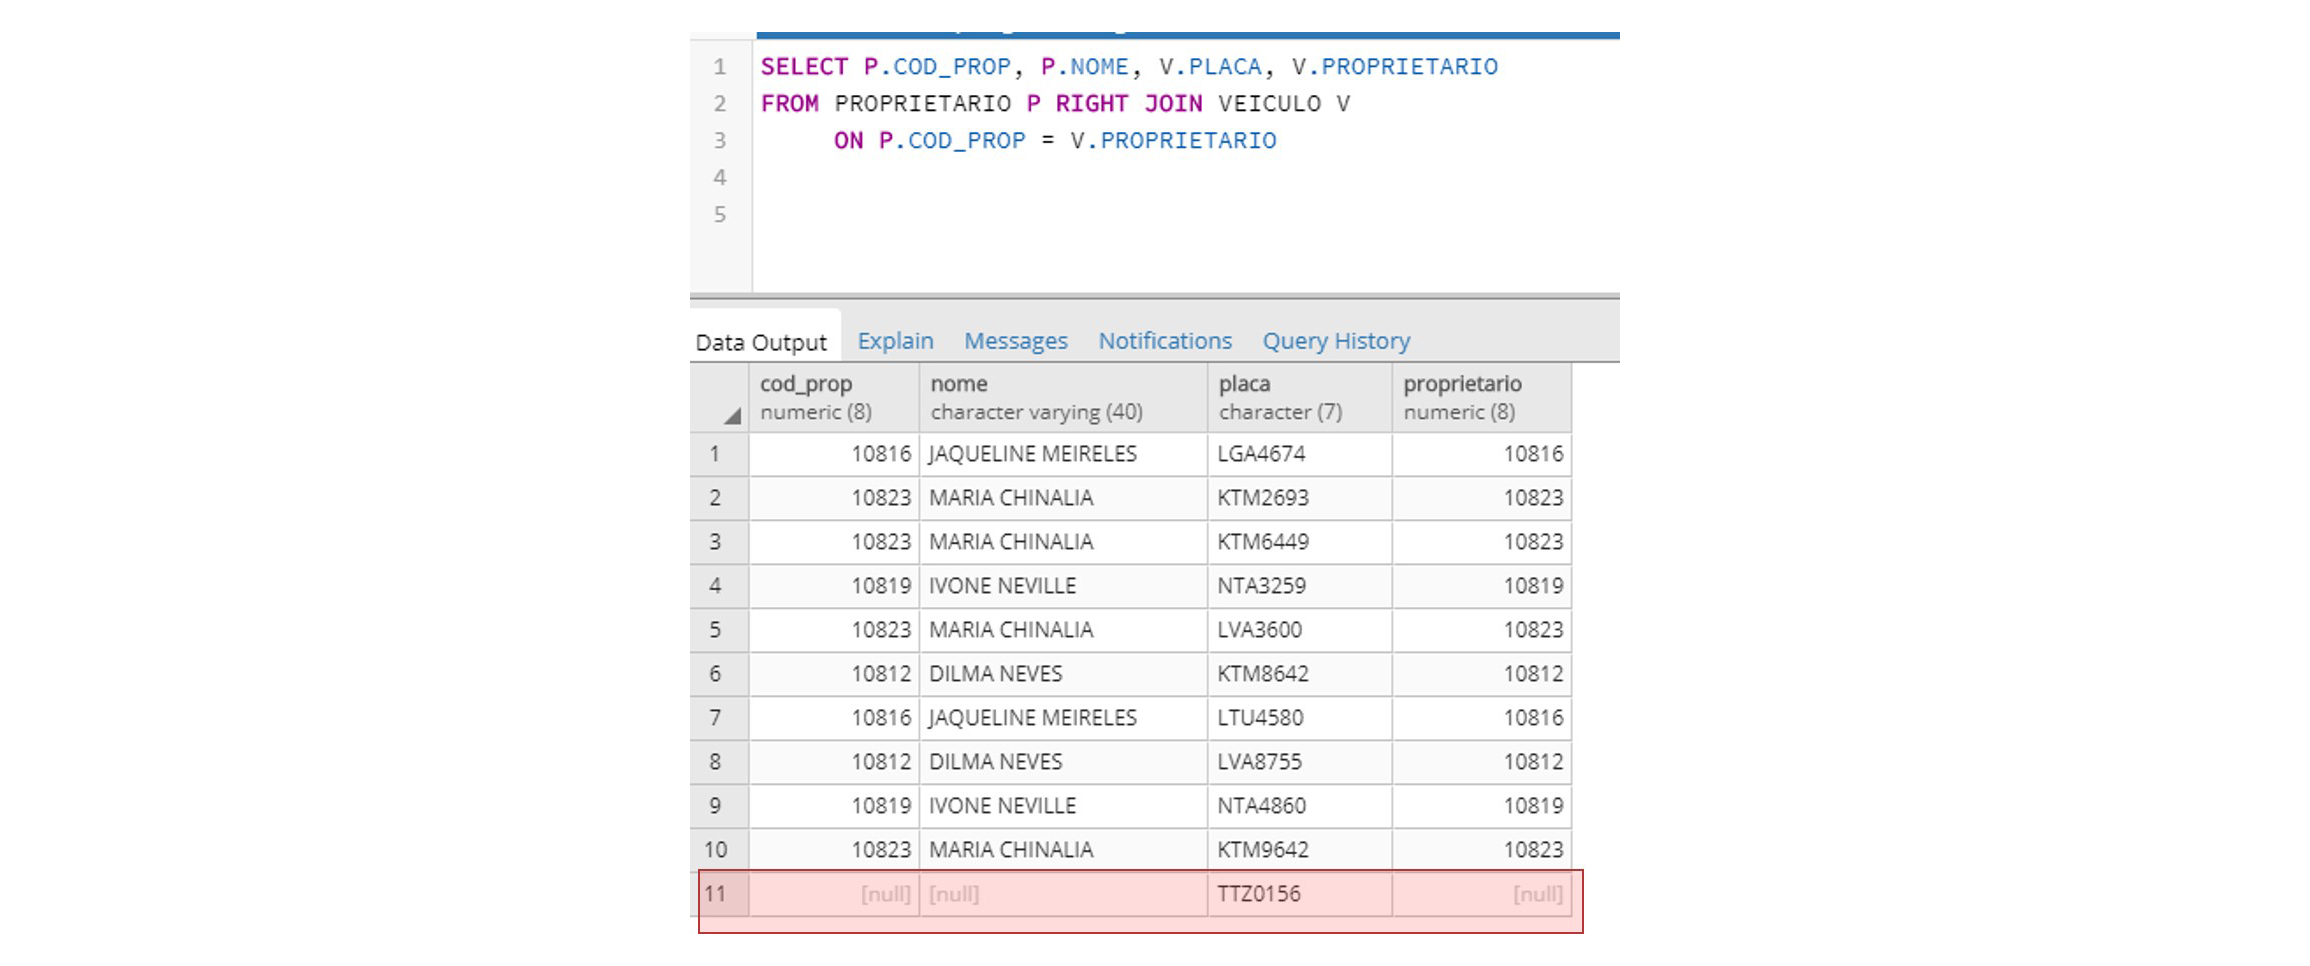 1 SELECT P.COD_PROP, P.NOME, V.PLACA, V.PROPRIETARIO
2 FROM PROPRIETARIO P RIGHT JOIN VEICULO V
3 ON P.COD_PROP = V.PROPRIETARIO
4
5
Data Output Explain Messages Notifications Query History
cod_prop nome placa proprietario
numeric (8) character varying (40) character (7) numeric (8)
1 10816 JAQUELINE MEIRELES LGA4674 10816
2 10823 MARIA CHINALIA KTM2693 10823
3 10823 MARIA CHINALIA KTM6449 10823
4 10819 IVONE NEVILLE NTA3259 10819
5 10823 MARIA CHINALIA LVA3600 10823
6 10812 DILMA NEVES KTM8642 10812
7 10816 JAQUELINE MEIRELES LTU4580 10816
8 10812 DILMA NEVES LVA8755 10812
9 10819 IVONE NEVILLE NTA4860 10819
10 10823 MARIA CHINALIA KTM9642 10823
11 [null] [null] TTZ0156 [null]